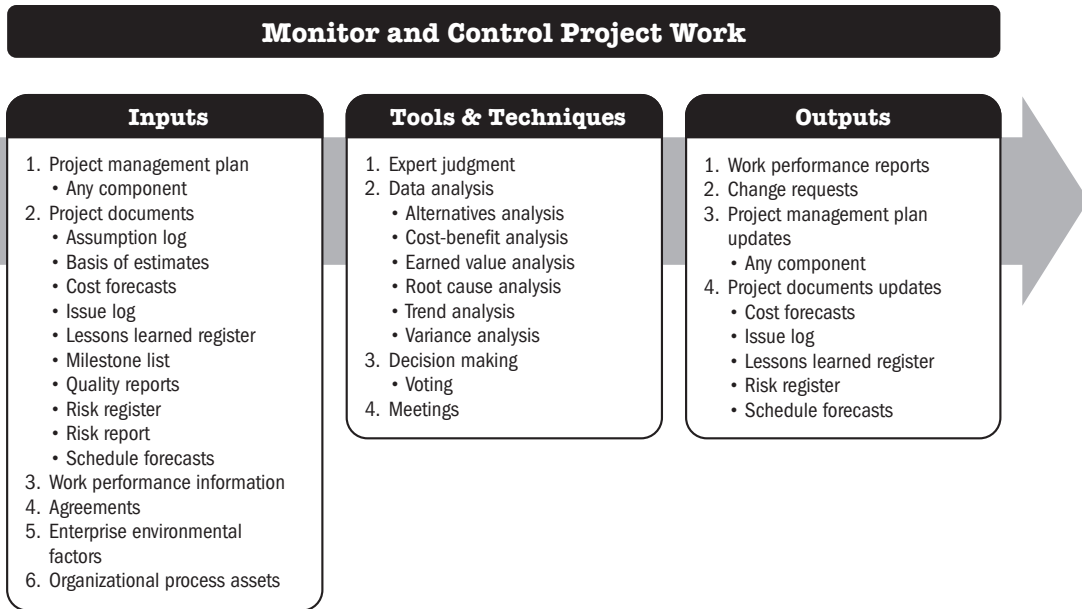 Monitor and Control Project Work
Inputs
1. Project management plan
• Any component
2. Project documents
• Assumption log
• Basis of estimates
• Cost forecasts
• Issue log
• Lessons learned register
• Milestone list
• Quality reports
• Risk register
• Risk report
• Schedule forecasts
3. Work performance information
4. Agreements
5. Enterprise environmental
factors
6. Organizational process assets
Tools & Techniques
1. Expert judgment
2. Data analysis
• Alternatives analysis
• Cost-benefit analysis
• Earned value analysis
• Root cause analysis
• Trend analysis
• Variance analysis
3. Decision making
• Voting
4. Meetings
Outputs
1. Work performance reports
2. Change requests
3. Project management plan
updates
• Any component
4. Project documents updates
• Cost forecasts
• Issue log
• Lessons learned register
• Risk register
• Schedule forecasts